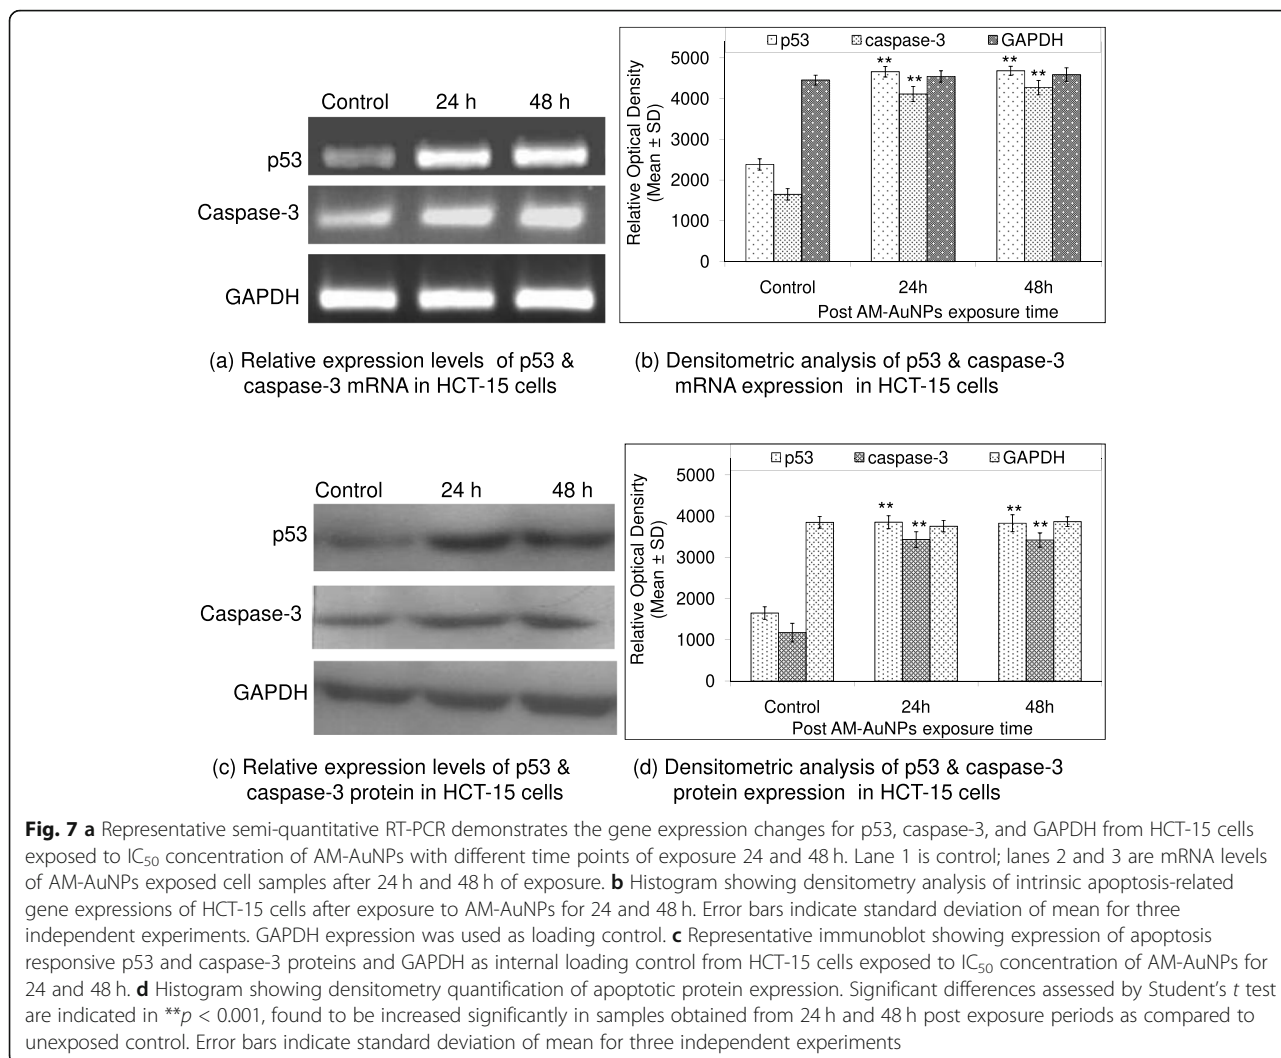 Control 24 h 48 h
p53
Caspase-3
GAPDH
(a) Relative expression levels of p53 &
caspase-3 mRNA in HCT-15 cells
p53 caspase-3 GAPDH
Relative Optical Density
(Mean ± SD)
5000
4000
3000
2000
1000
0
** ** ** **
Control 24h 48h
Post AM-AuNPs exposure time
(b) Densitometric analysis of p53 & caspase-3
mRNA expression in HCT-15 cells
Control 24 h 48 h
p53
Caspase-3
GAPDH
(c) Relative expression levels of p53 &
caspase-3 protein in HCT-15 cells
p53 caspase-3 GAPDH
Relative Optical Densirty
(Mean ± SD)
5000
4000
3000
2000
1000
0
** ** ** **
Control 24h 48h
Post AM-AuNPs exposure time
(d) Densitometric analysis of p53 & caspase-3
protein expression in HCT-15 cells
Fig. 7 a Representative semi-quantitative RT-PCR demonstrates the gene expression changes for p53, caspase-3, and GAPDH from HCT-15 cells
exposed to IC50 concentration of AM-AuNPs with different time points of exposure 24 and 48 h. Lane 1 is control; lanes 2 and 3 are mRNA levels
of AM-AuNPs exposed cell samples after 24 h and 48 h of exposure. b Histogram showing densitometry analysis of intrinsic apoptosis-related
gene expressions of HCT-15 cells after exposure to AM-AuNPs for 24 and 48 h. Error bars indicate standard deviation of mean for three
independent experiments. GAPDH expression was used as loading control. c Representative immunoblot showing expression of apoptosis
responsive p53 and caspase-3 proteins and GAPDH as internal loading control from HCT-15 cells exposed to IC50 concentration of AM-AuNPs for
24 and 48 h. d Histogram showing densitometry quantification of apoptotic protein expression. Significant differences assessed by Student's t test
are indicated in **p < 0.001, found to be increased significantly in samples obtained from 24 h and 48 h post exposure periods as compared to
unexposed control. Error bars indicate standard deviation of mean for three independent experiments